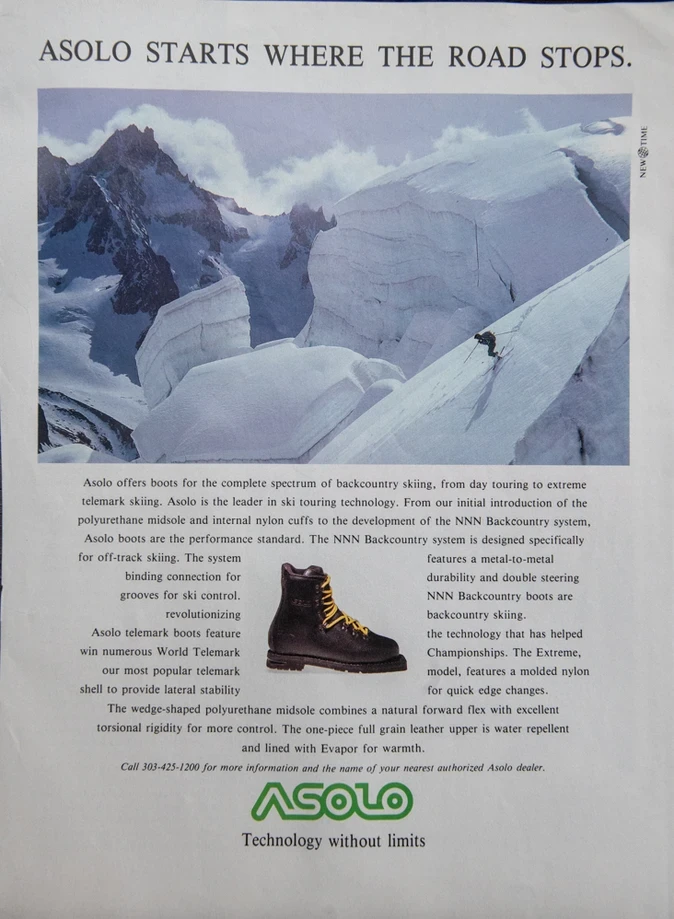 ASOLO STARTS WHERE THE ROAD STOPS.
NEW TIME
Asolo offers boots for the complete spectrum of backcountry skiing, from day touring to extreme
telemark skiing. Asolo is the leader in ski touring technology. From our initial introduction of the
polyurethane midsole and internal nylon cuffs to the development of the NNN Backcountry system,
Asolo boots are the performance standard. The NNN Backcountry system is designed specifically
for off-track skiing. The system features a metal-to-metal
binding connection for durability and double steering
grooves for ski control. NNN Backcountry boots are
revolutionizing backcountry skiing.
Asolo telemark boots feature the technology that has helped
win numerous World Telemark Championships. The Extreme,
our most popular telemark model, features a molded nylon
shell to provide lateral stability for quick edge changes.
The wedge-shaped polyurethane midsole combines a natural forward flex with excellent
torsional rigidity for more control. The one-piece full grain leather upper is water repellent
and lined with Evapor for warmth.
Call 303-425-1200 for more information and the name of your nearest authorized Asolo dealer.
ASOLO
Technology without limits